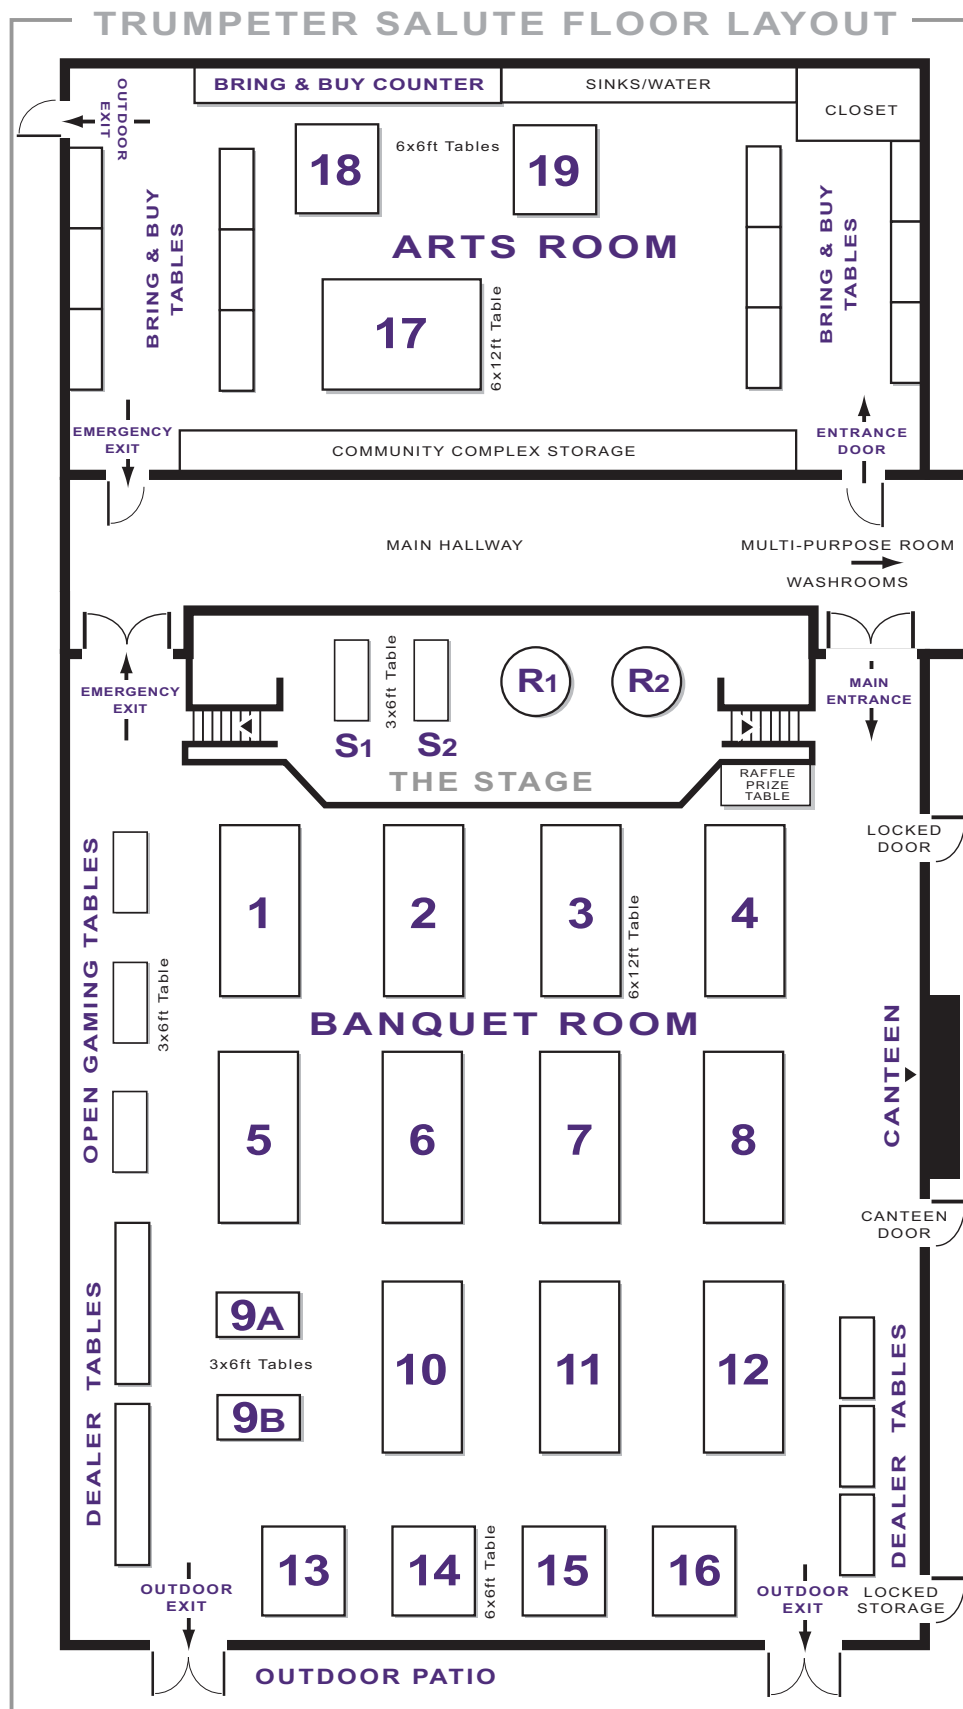 TRUMPETER SALUTE FLOOR LAYOUT
OUTDOOR
EXIT
BRING & BUY COUNTER
SINKS/WATER
CLOSET
18
6x6ft Tables
19
ARTS ROOM
BRING & BUY
TABLES
17
6x12ft Table
BRING & BUY
TABLES
EMERGENCY
EXIT
COMMUNITY COMPLEX STORAGE
ENTRANCE
DOOR
MAIN HALLWAY
MULTI-PURPOSE ROOM
WASHROOMS
EMERGENCY
EXIT
3x6ft Table
R1
R2
MAIN
ENTRANCE
S1
S2
THE STAGE
RAFFLE
PRIZE
TABLE
LOCKED
DOOR
OPEN GAMING TABLES
3x6ft Table
1
2
3
6x12ft Table
4
BANQUET ROOM
CANTEEN
5
6
7
8
CANTEEN
DOOR
DEALER TABLES
9A
3x6ft Tables
9B
10
11
12
DEALER TABLES
13
14
6x6ft Table
15
16
OUTDOOR
EXIT
OUTDOOR
EXIT
LOCKED
STORAGE
OUTDOOR PATIO